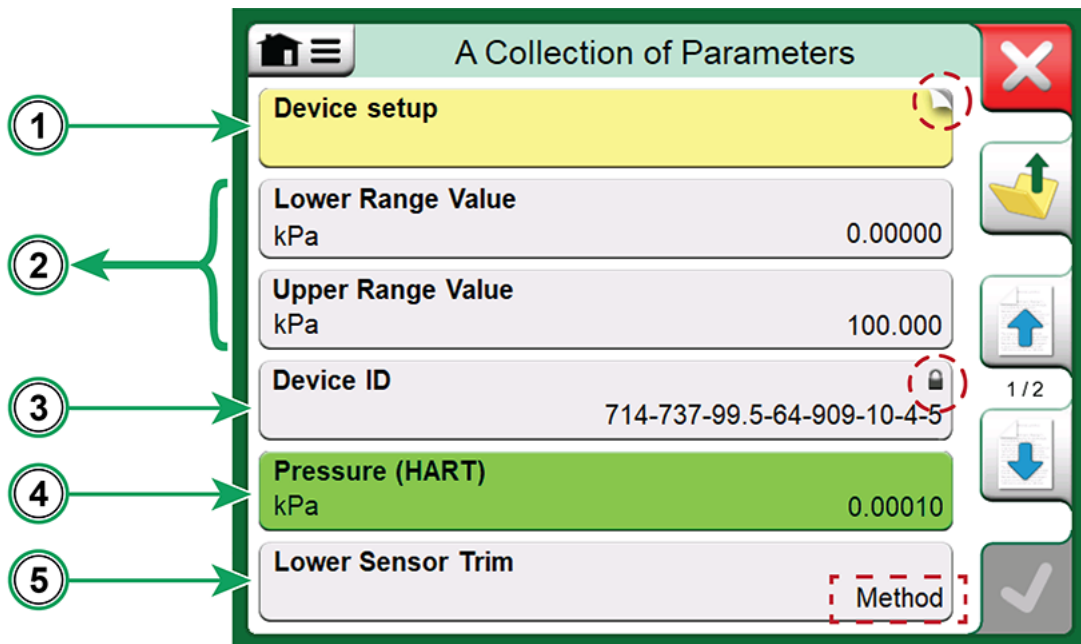 A Collection of Parameters
1
Device setup
2
Lower Range Value
kPa 0.00000
Upper Range Value
kPa 100.000
3
Device ID
714-737-99.5-64-909-10-4-5
1 / 2
4
Pressure (HART)
kPa 0.00010
5
Lower Sensor Trim
Method